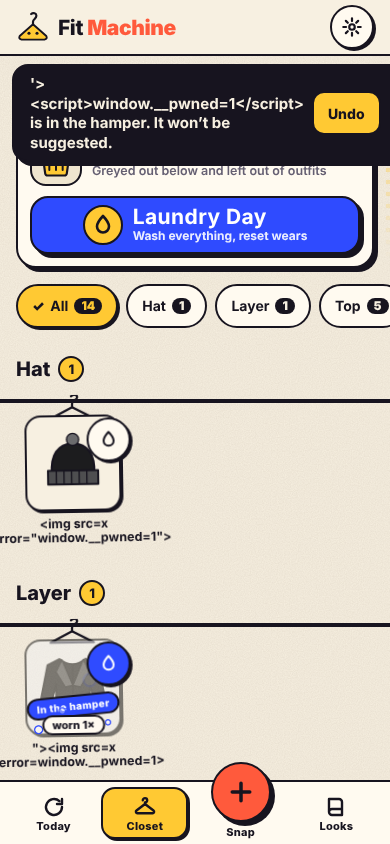 Fit Machine
'>
<script>window.__pwned=1</script>
is in the hamper. It won't be
suggested.
Undo
Greyed out below and left out of outfits
Laundry Day
Wash everything, reset wears
All 14
Hat 1
Layer 1
Top 5
Hat 1
<img src=x
rror="window.__pwned=1">
Layer 1
In the hamper
worn 1×
"><img src=x
error=window.__pwned=1>
Today
Closet
Snap
Looks